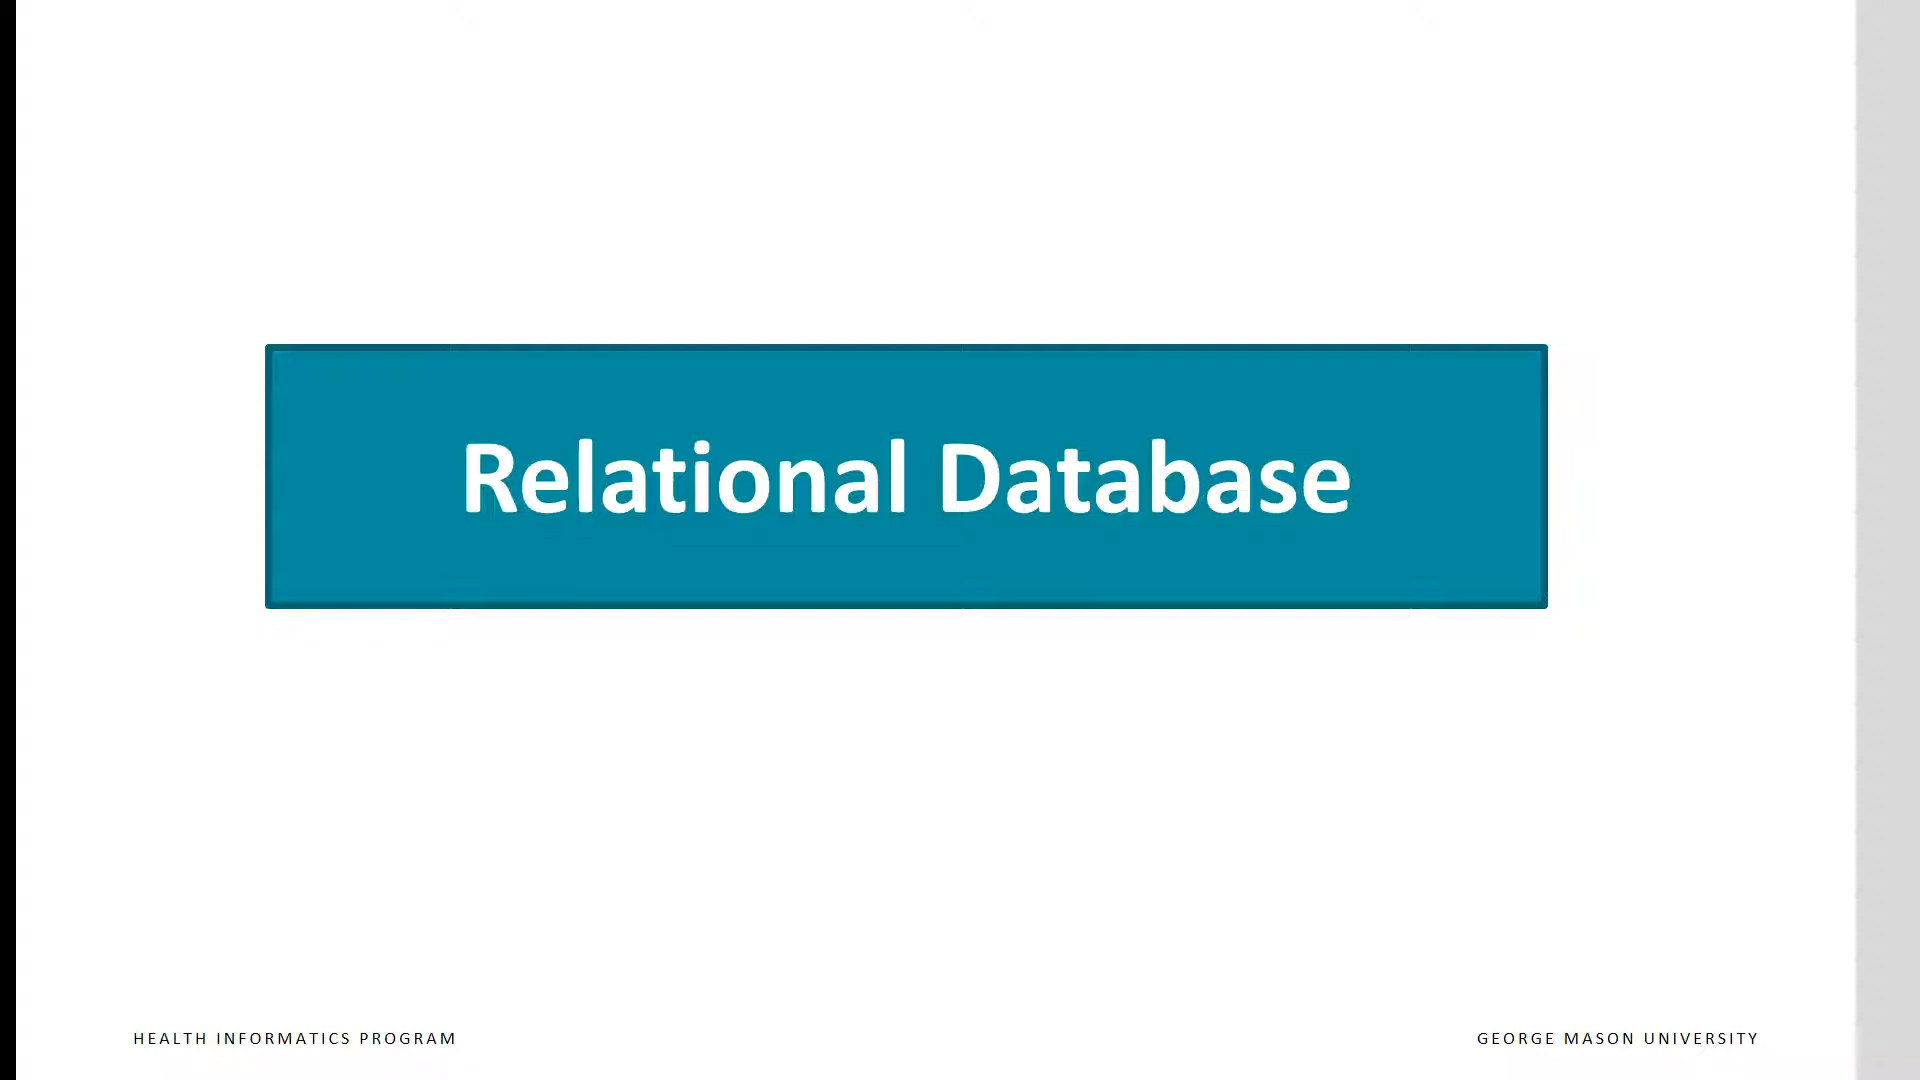 Relational Database
HEALTH INFORMATICS PROGRAM
GEORGE MASON UNIVERSITY